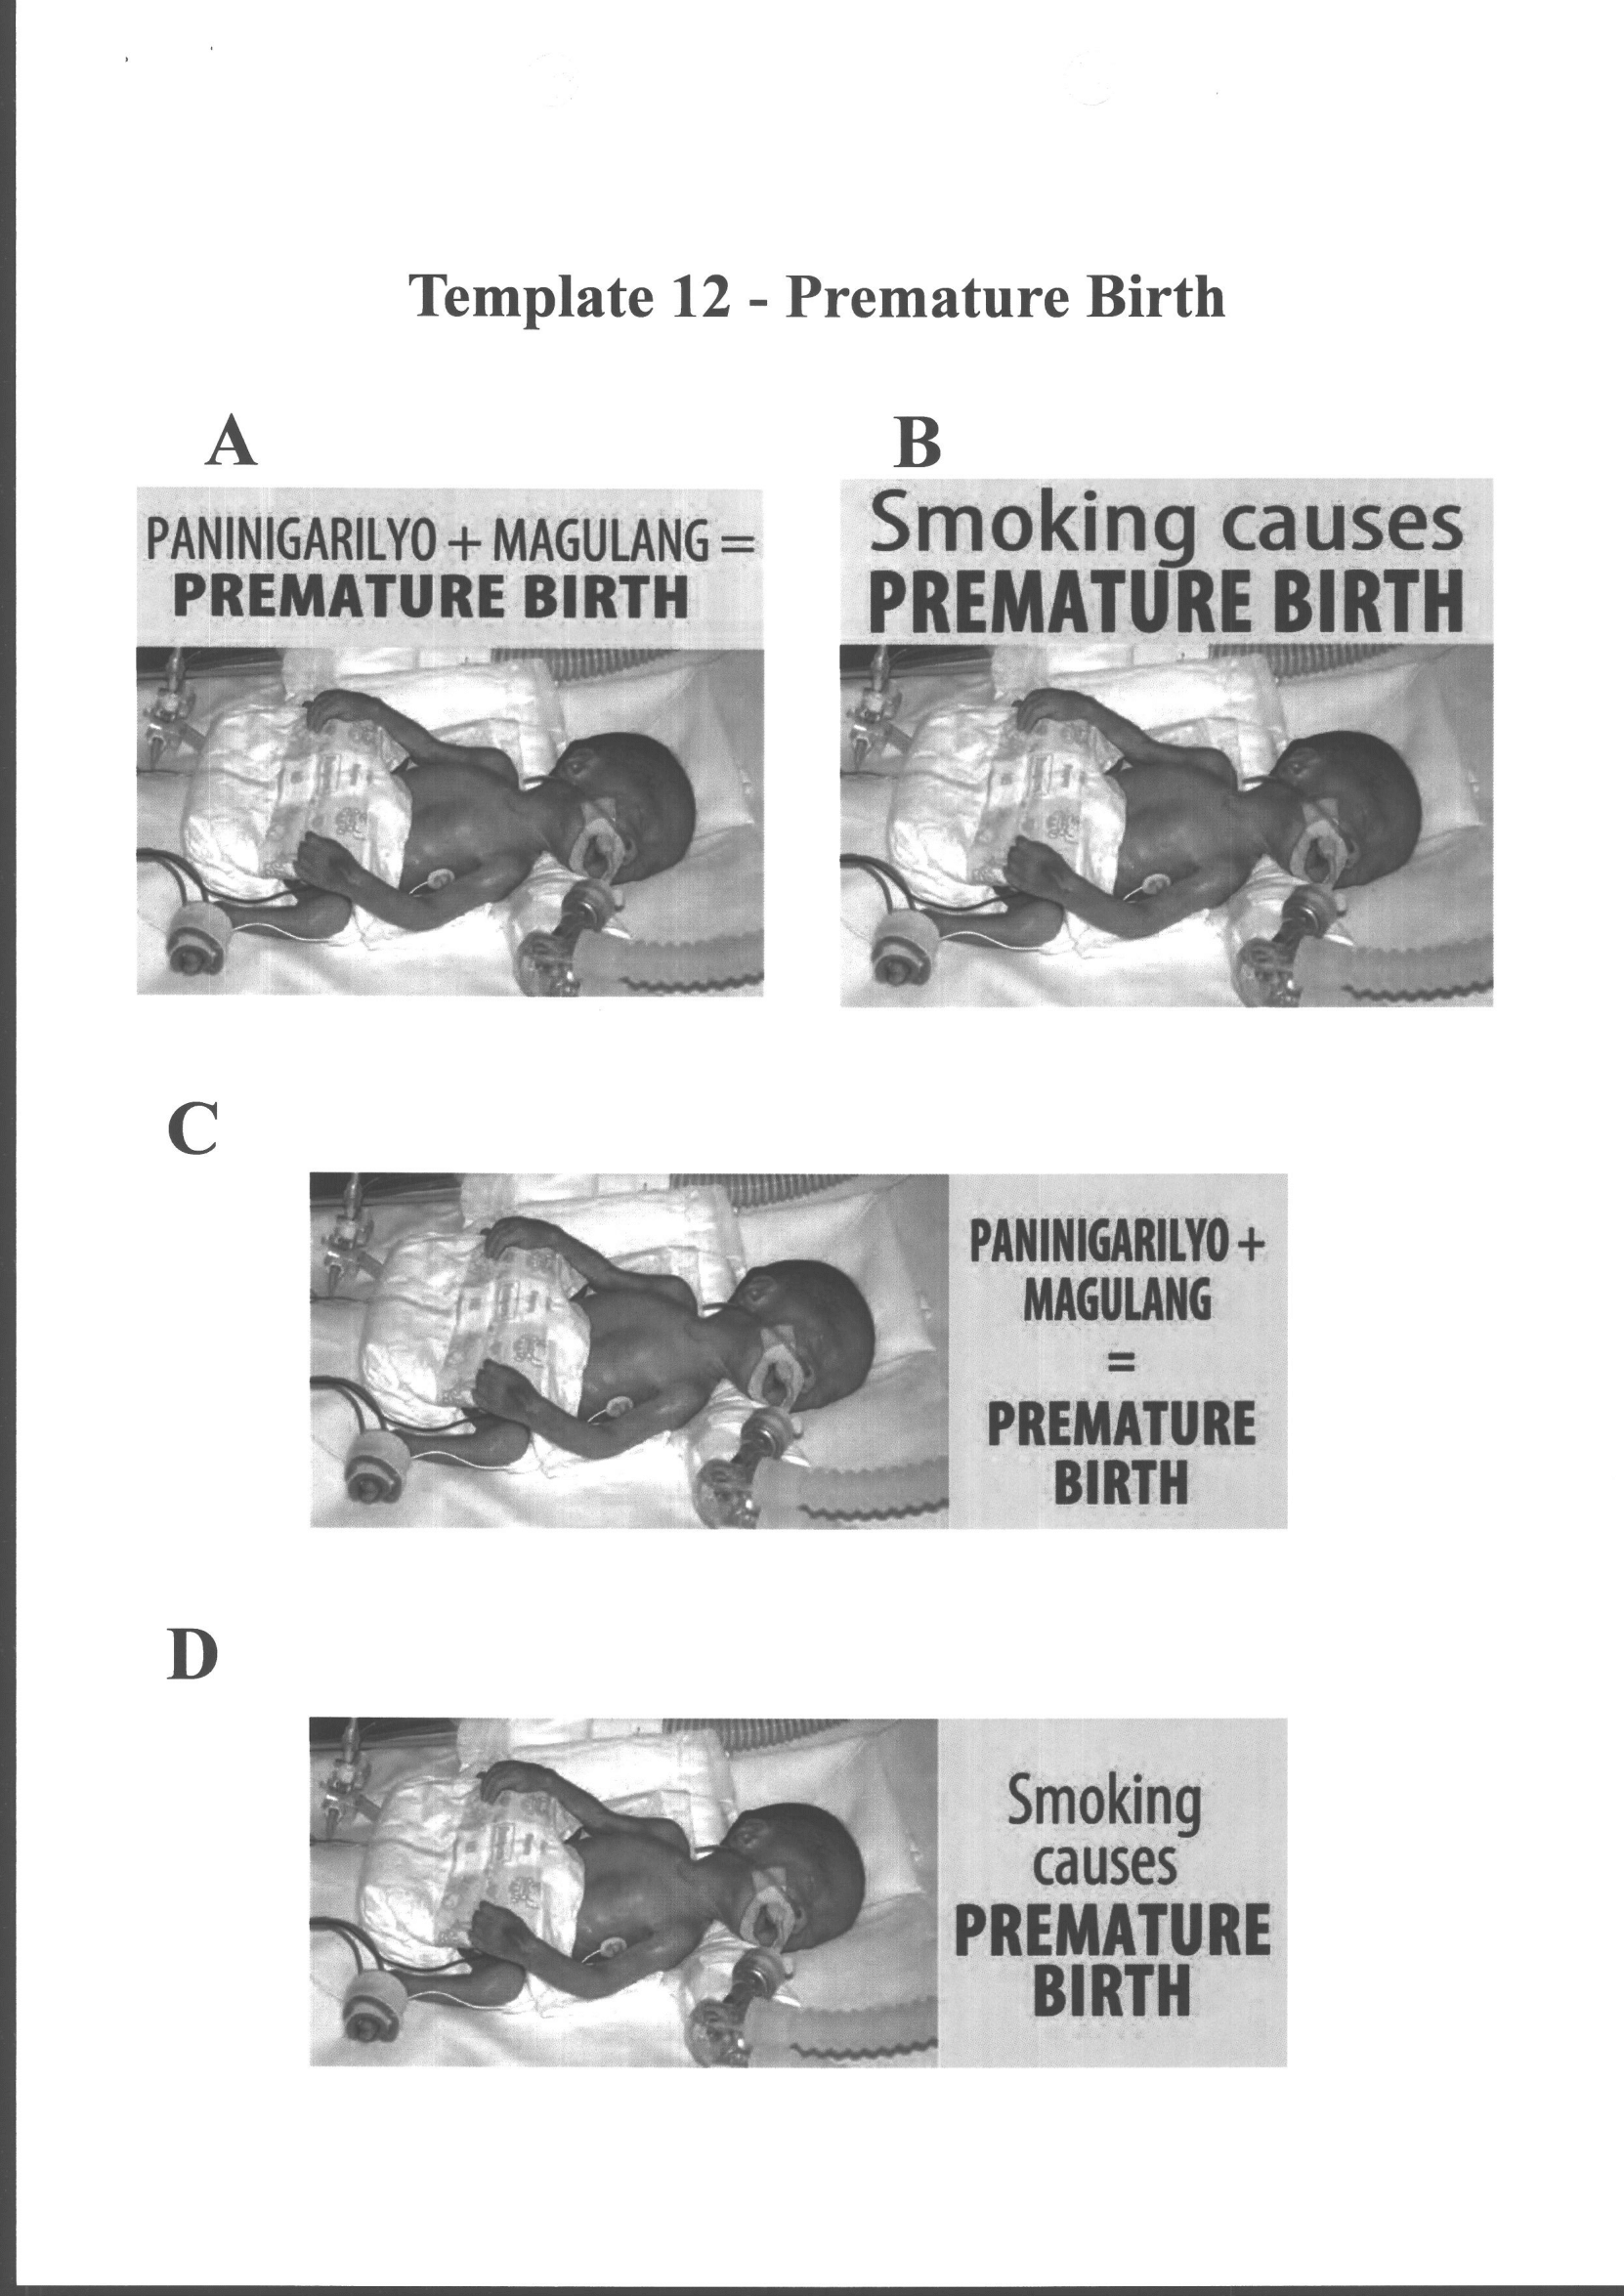 Template 12 - Premature Birth
A
PANINIGARILYO + MAGULANG =
PREMATURE BIRTH
B
Smoking causes
PREMATURE BIRTH
C
PANINIGARILYO +
MAGULANG
=
PREMATURE
BIRTH
D
Smoking
causes
PREMATURE
BIRTH